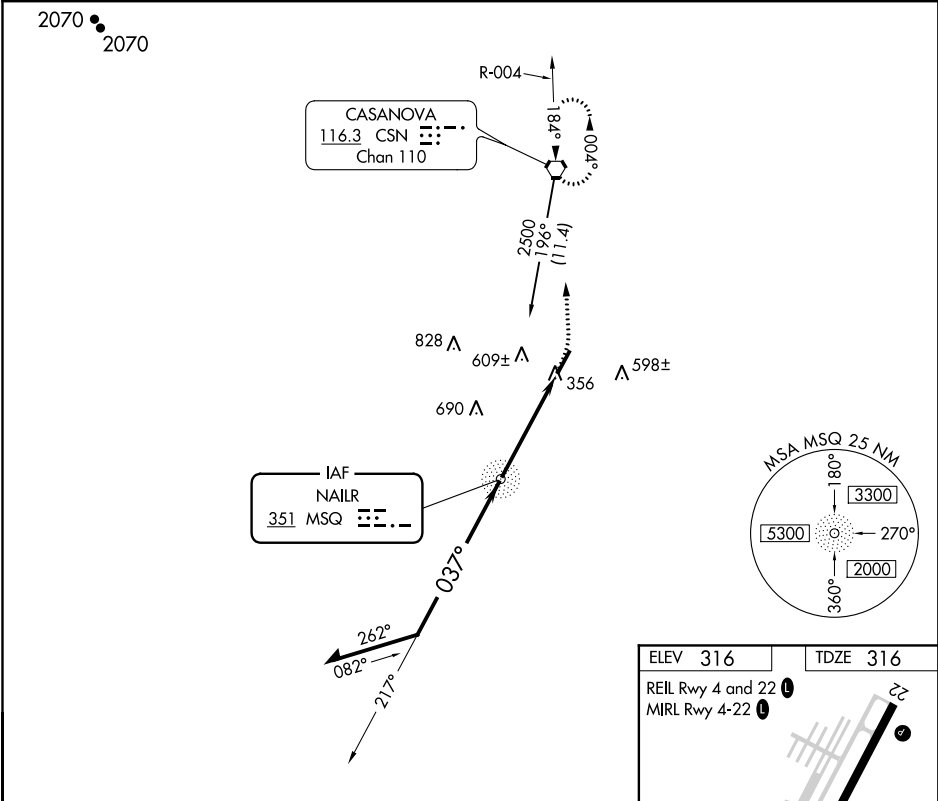 2070
2070
R-004
CASANOVA
116.3 CSN
Chan 110
184°
004°
2500
196°
(11.4)
828
609±
356
598±
690
IAF
NAILR
351 MSQ
037°
262°
082°
217°
MSA MSQ 25 NM
180°
3300
5300
270°
2000
360°
ELEV 316
TDZE 316
REIL Rwy 4 and 22 L
MIRL Rwy 4-22 L
22
P